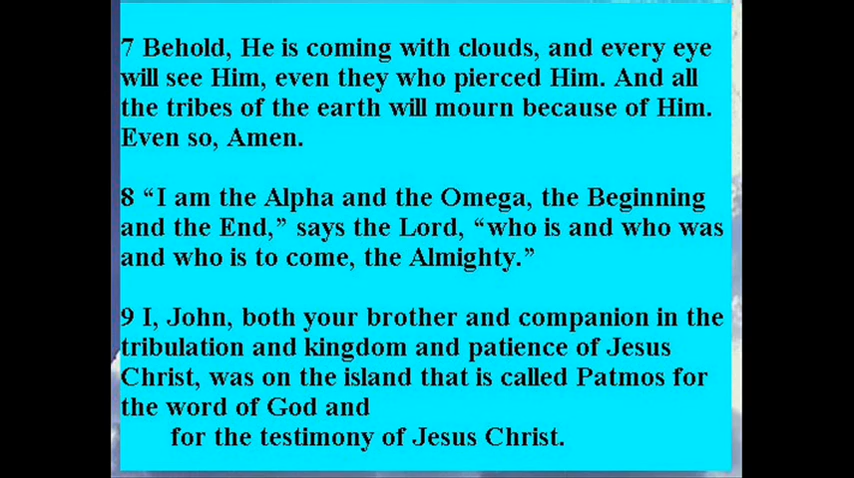 7 Behold, He is coming with clouds, and every eye
will see Him, even they who pierced Him. And all
the tribes of the earth will mourn because of Him.
Even so, Amen.
8 “I am the Alpha and the Omega, the Beginning
and the End,” says the Lord, “who is and who was
and who is to come, the Almighty.”
9 I, John, both your brother and companion in the
tribulation and kingdom and patience of Jesus
Christ, was on the island that is called Patmos for
the word of God and
for the testimony of Jesus Christ.